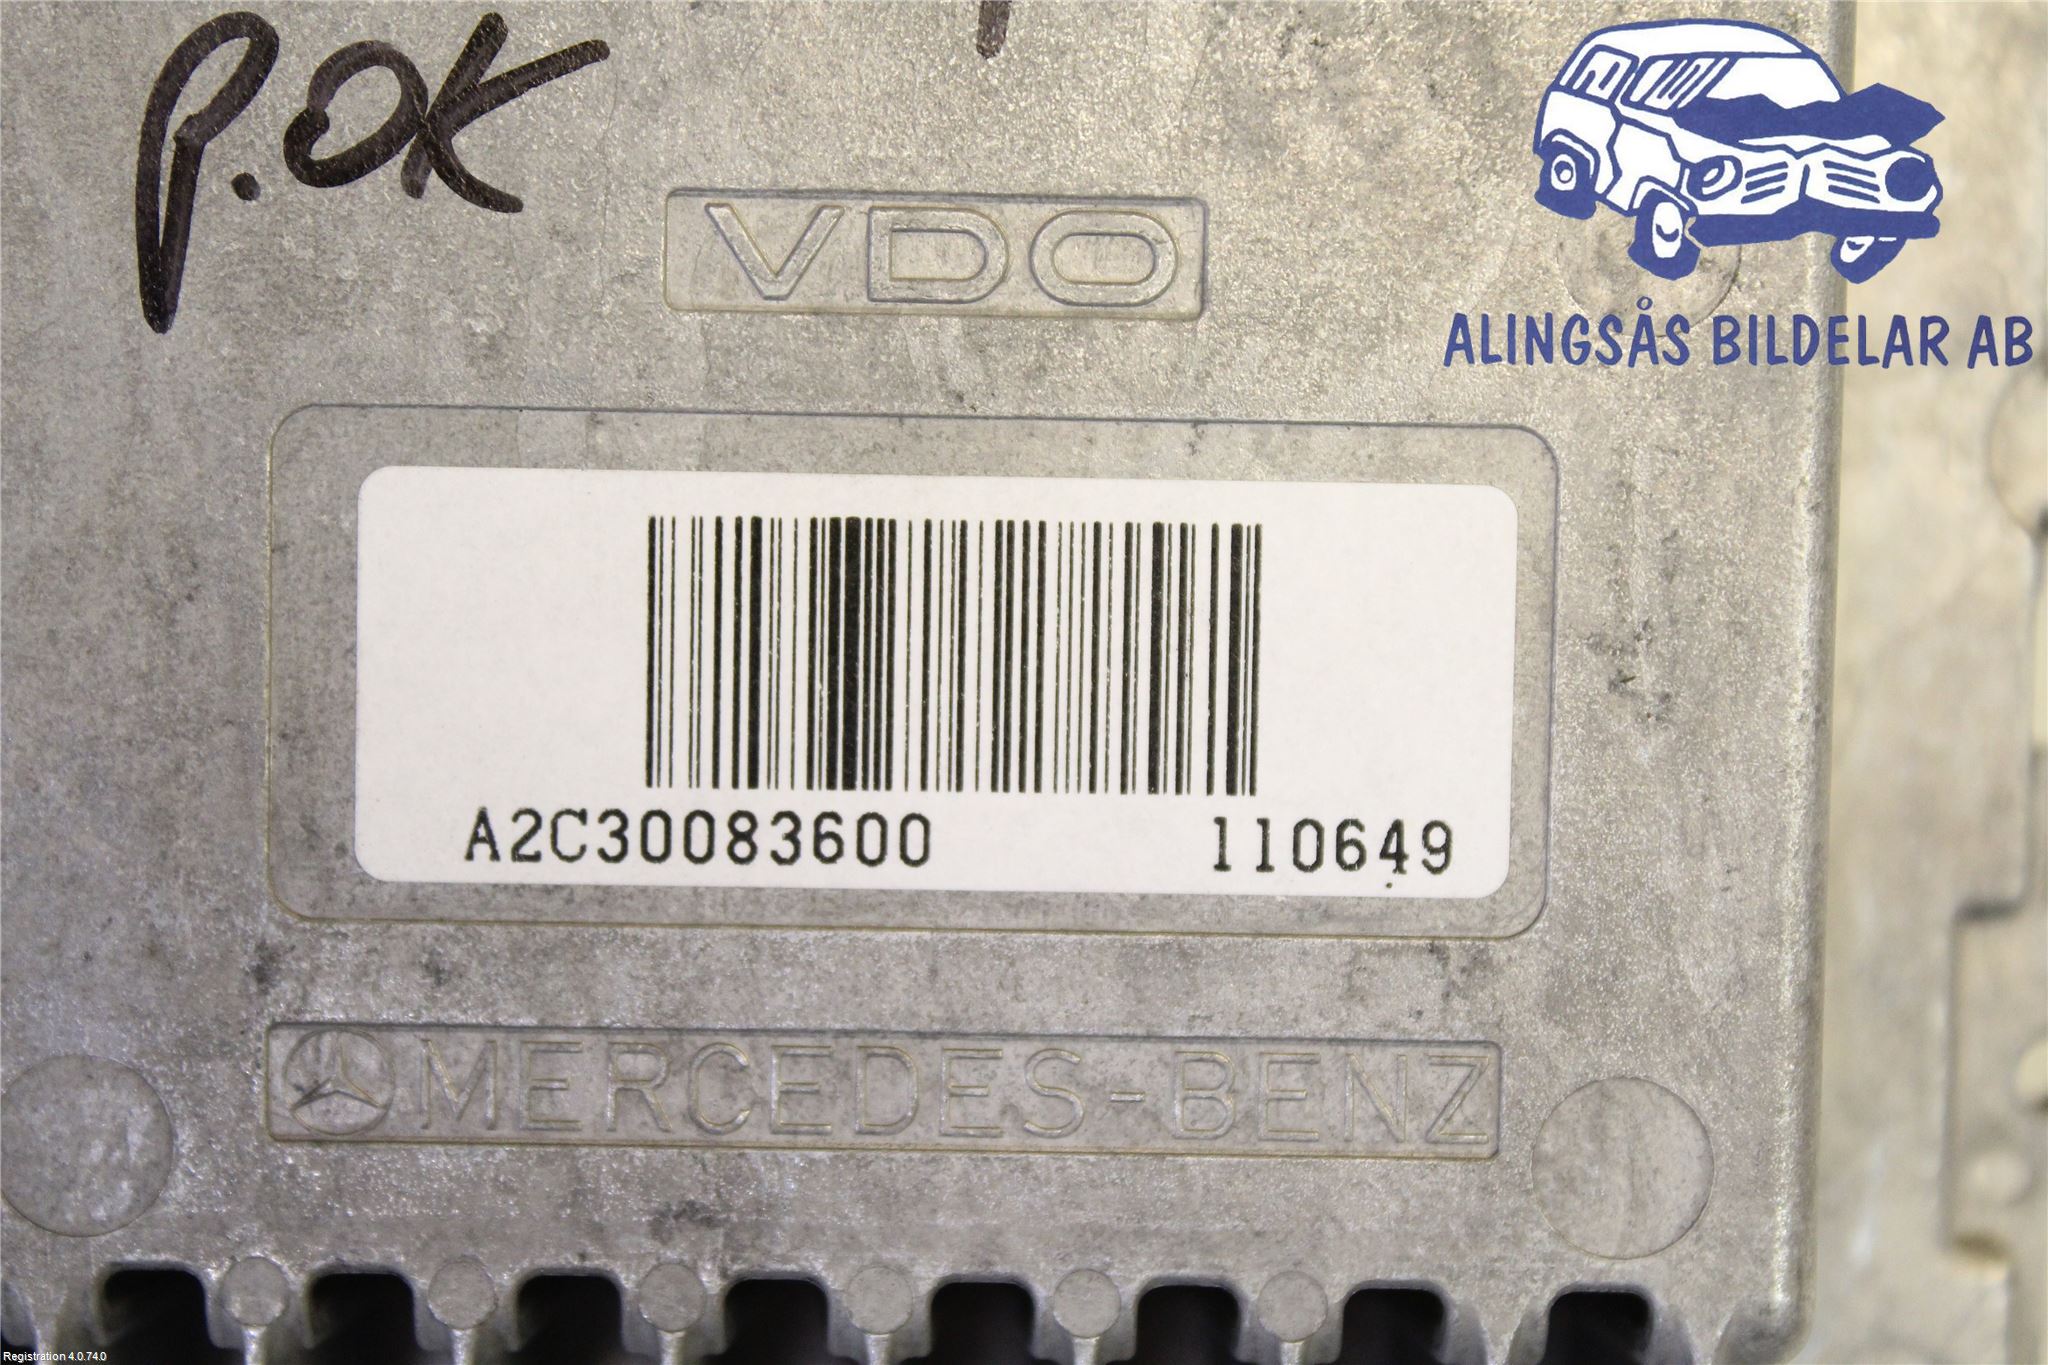 P.OK
VDO
ALINGSÅS BILDELAR AB
A2C30083600 110649
MERCEDES-BENZ
Registration 4.0.74.0